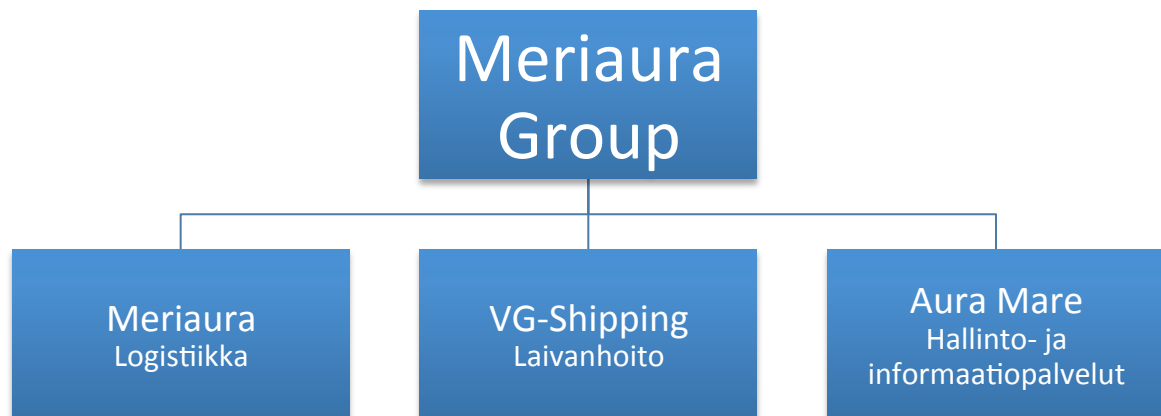 Meriaura
Group
Meriaura
Logistiikka
VG-Shipping
Laivanhoito
Aura Mare
Hallinto- ja
informaatiopalvelut